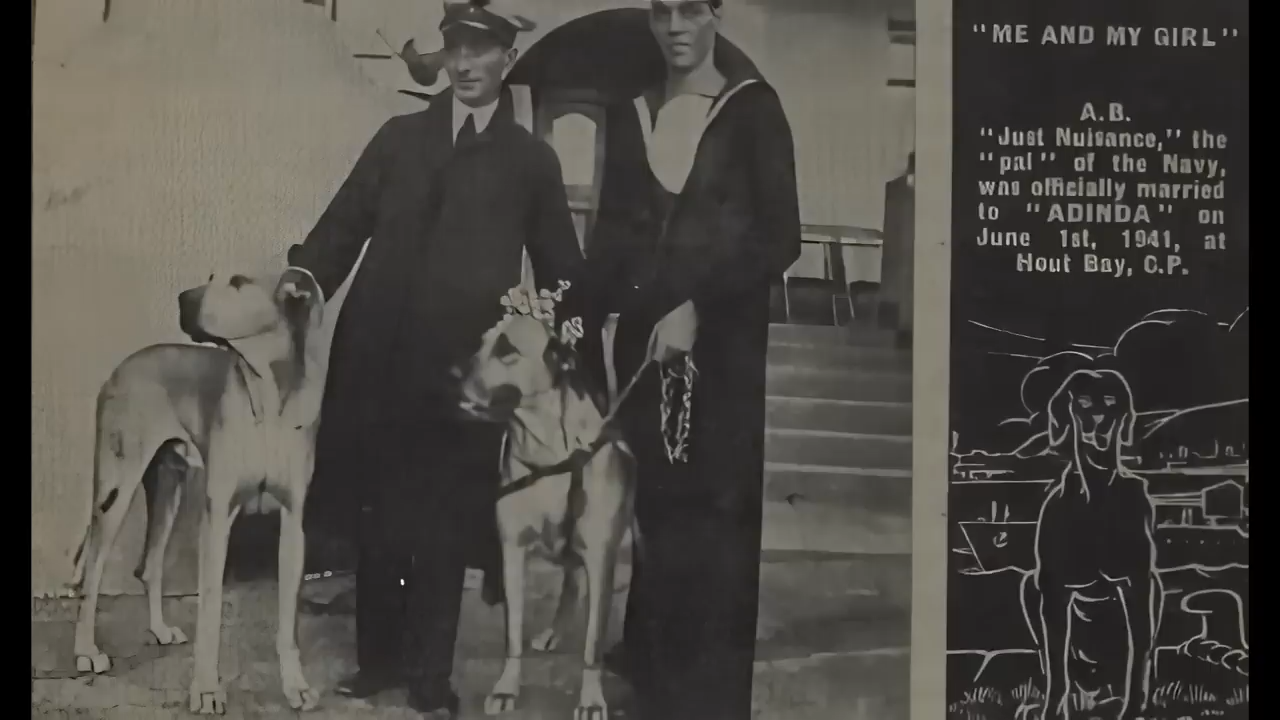 "ME AND MY GIRL"
A.B.
"Just Nuisance," the
"pal" of the Navy,
was officially married
to "ADINDA" on
June 1st, 1941, at
Hout Bay, C.P.